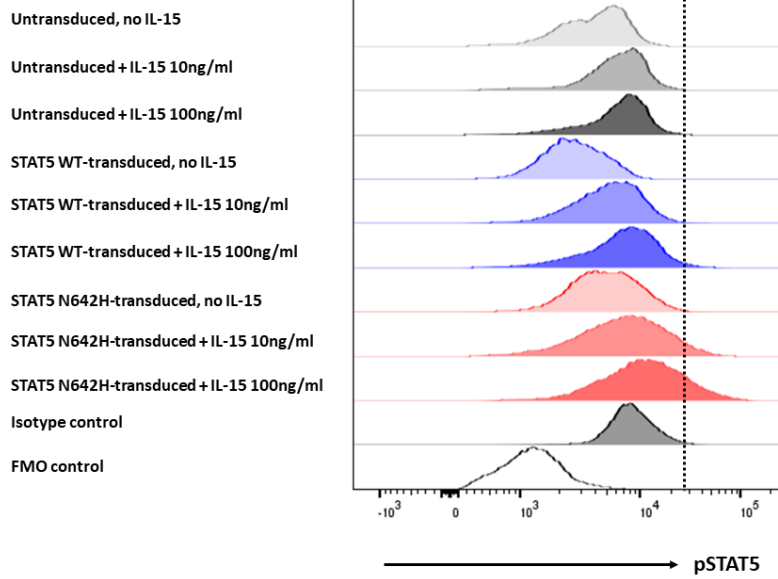 Untransduced, no IL-15
Untransduced + IL-15 10ng/ml
Untransduced + IL-15 100ng/ml
STAT5 WT-transduced, no IL-15
STAT5 WT-transduced + IL-15 10ng/ml
STAT5 WT-transduced + IL-15 100ng/ml
STAT5 N642H-transduced, no IL-15
STAT5 N642H-transduced + IL-15 10ng/ml
STAT5 N642H-transduced + IL-15 100ng/ml
Isotype control
FMO control
-10³ 0 10³ 10⁴ 10⁵
pSTAT5